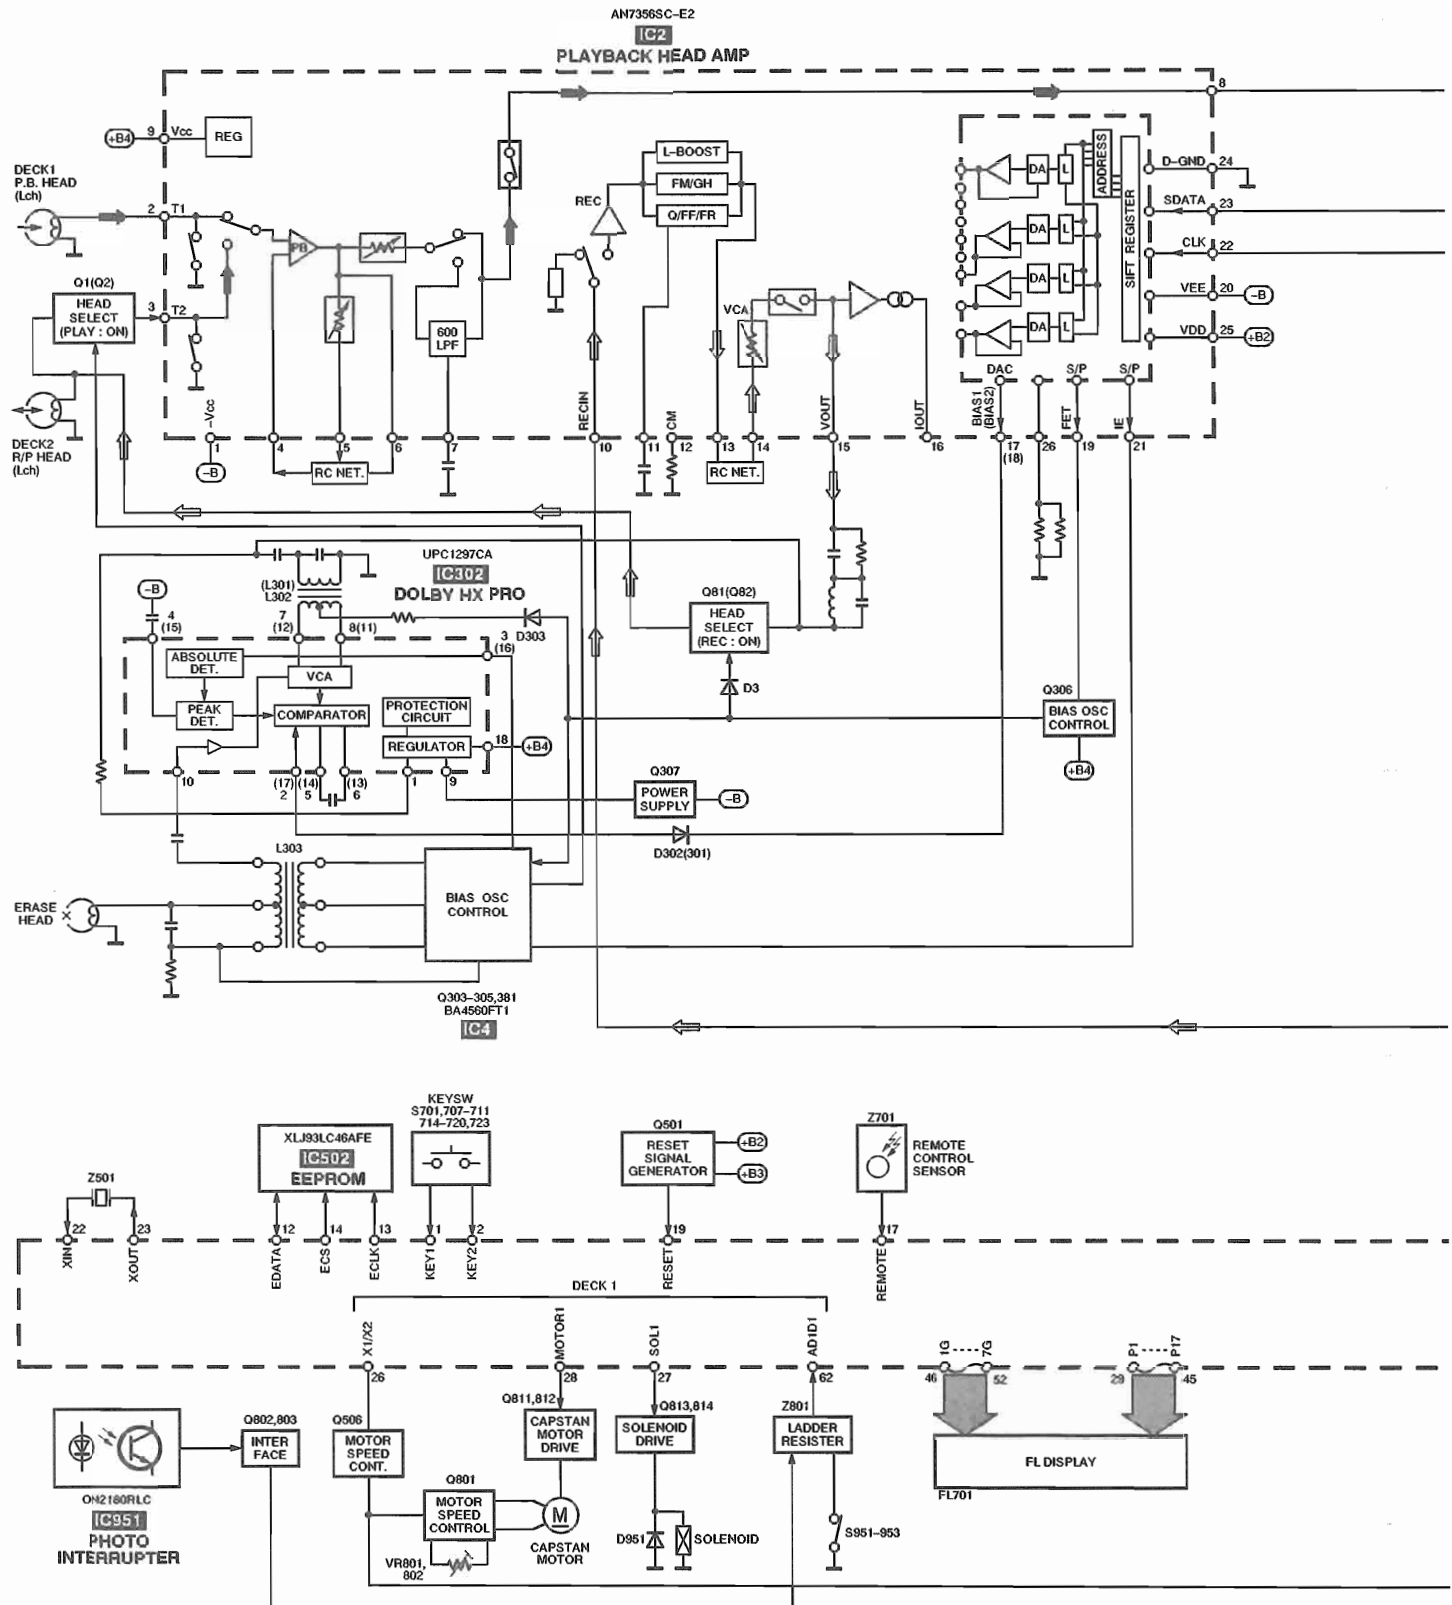 AN7356SC-E2
IC2
PLAYBACK HEAD AMP
8
+B4
9
Vcc
REG
DECK1
P.B. HEAD
(Lch)
2
T1
PB
Q1(Q2)
HEAD
SELECT
(PLAY : ON)
3
T2
600
LPF
DECK2
R/P HEAD
(Lch)
-Vcc
1
-B
4
5
6
7
RC NET.
REC
L-BOOST
FM/GH
Q/FF/FR
RECIN
10
11
CM
12
13
14
RC NET.
VCA
VOUT
15
IOUT
16
DA
L
DA
L
DA
L
DA
L
ADDRESS
SIFT REGISTER
D-GND
24
SDATA
23
CLK
22
VEE
20
-B
VDD
25
+B2
DAC
S/P
S/P
BIAS1
(BIAS2)
FET
IE
17
(18)
26
19
21
UPC1297CA
IC302
DOLBY HX PRO
(L301)
L302
-B
4
(15)
7
(12)
8(11)
3
(16)
D303
ABSOLUTE
DET.
VCA
PEAK
DET.
COMPARATOR
PROTECTION
CIRCUIT
REGULATOR
18
+B4
10
(17)
2
(14)
5
(13)
6
1
9
Q81(Q82)
HEAD
SELECT
(REC : ON)
D3
Q306
BIAS OSC
CONTROL
+B4
Q307
POWER
SUPPLY
-B
D302(301)
L303
ERASE
HEAD
BIAS OSC
CONTROL
Q303-305,381
BA4560FT1
IC4
Z501
22
23
XIN
XOUT
XLJ93LC46AFE
IC502
EEPROM
12
14
13
EDATA
ECS
ECLK
KEYSW
S701,707-711
714-720,723
1
2
KEY1
KEY2
Q501
RESET
SIGNAL
GENERATOR
+B2
+B3
19
RESET
Z701
REMOTE
CONTROL
SENSOR
17
REMOTE
DECK 1
X1/X2
MOTOR1
SOL1
AD1D1
1G
7G
P1
P17
26
28
27
62
46
52
29
45
ON2180RLC
IC951
PHOTO
INTERRUPTER
Q802,803
INTER
FACE
Q506
MOTOR
SPEED
CONT.
Q811,812
CAPSTAN
MOTOR
DRIVE
Q801
MOTOR
SPEED
CONTROL
VR801,
802
M
CAPSTAN
MOTOR
Q813,814
SOLENOID
DRIVE
D951
SOLENOID
Z801
LADDER
RESISTER
S951-953
FL DISPLAY
FL701